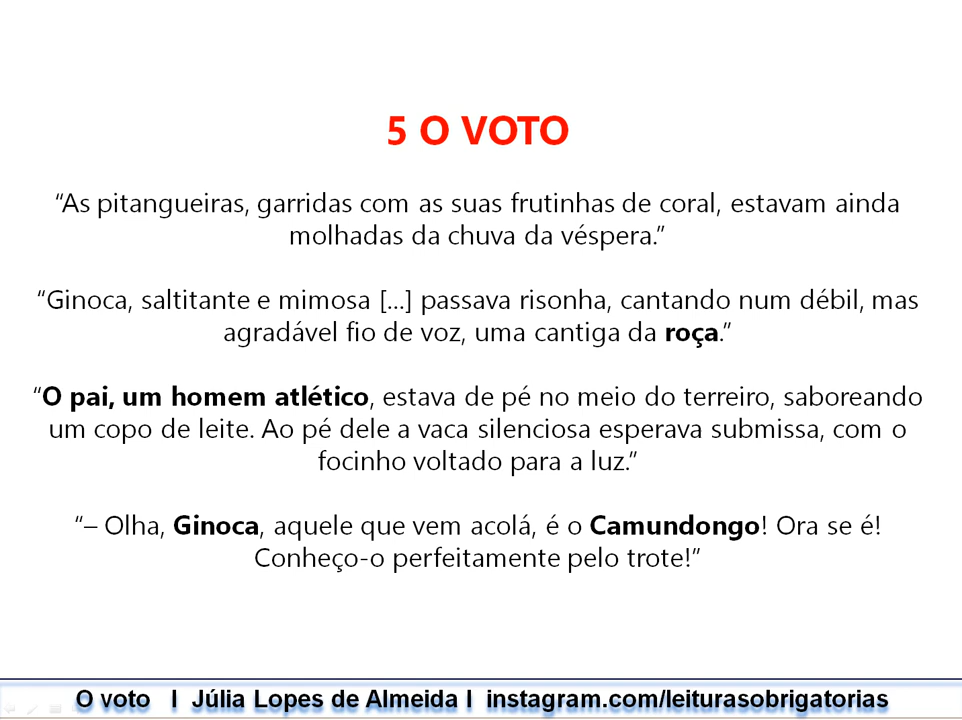 5 O VOTO
“As pitangueiras, garridas com as suas frutinhas de coral, estavam ainda
molhadas da chuva da véspera.”
“Ginoca, saltitante e mimosa [...] passava risonha, cantando num débil, mas
agradável fio de voz, uma cantiga da roça.”
“O pai, um homem atlético, estava de pé no meio do terreiro, saboreando
um copo de leite. Ao pé dele a vaca silenciosa esperava submissa, com o
focinho voltado para a luz.”
“– Olha, Ginoca, aquele que vem acolá, é o Camundongo! Ora se é!
Conheço-o perfeitamente pelo trote!”
O voto I Júlia Lopes de Almeida I instagram.com/leiturasobrigatorias